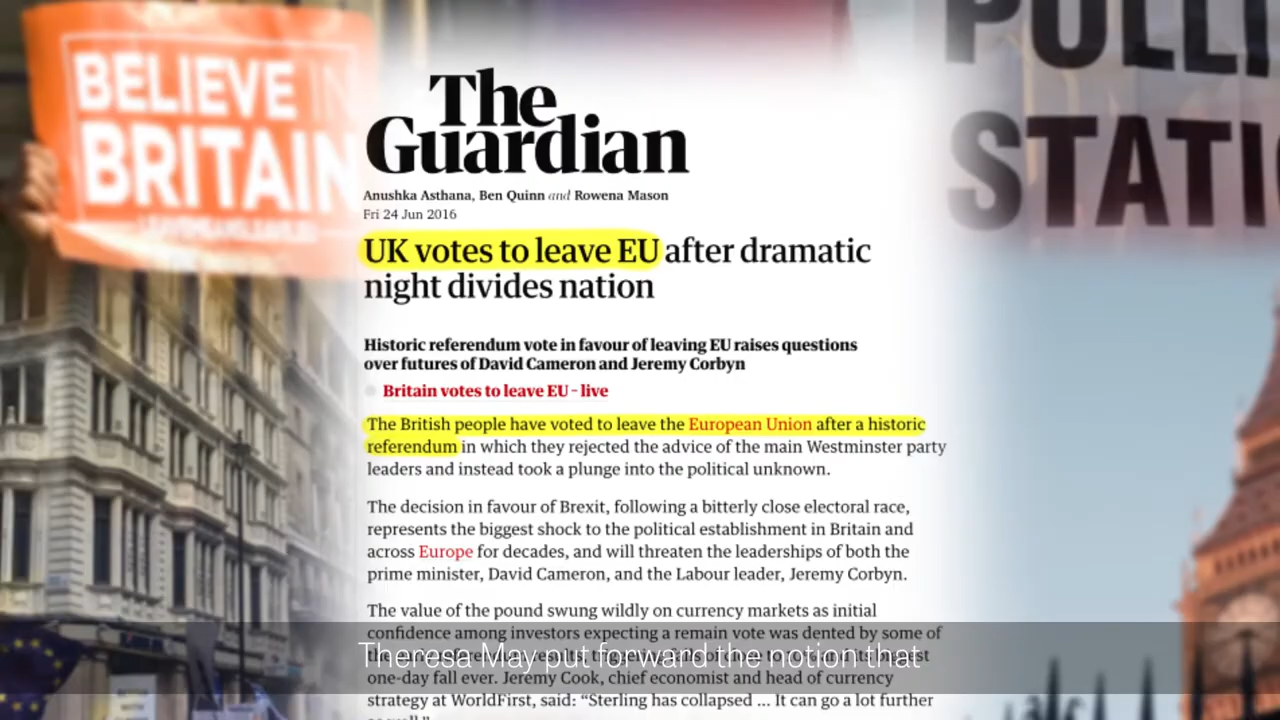 BELIEVE IN
BRITAIN
POLLI
STATI
The
Guardian
Anushka Asthana, Ben Quinn and Rowena Mason
Fri 24 Jun 2016
UK votes to leave EU after dramatic
night divides nation
Historic referendum vote in favour of leaving EU raises questions
over futures of David Cameron and Jeremy Corbyn
Britain votes to leave EU – live
The British people have voted to leave the European Union after a historic
referendum in which they rejected the advice of the main Westminster party
leaders and instead took a plunge into the political unknown.
The decision in favour of Brexit, following a bitterly close electoral race,
represents the biggest shock to the political establishment in Britain and
across Europe for decades, and will threaten the leaderships of both the
prime minister, David Cameron, and the Labour leader, Jeremy Corbyn.
The value of the pound swung wildly on currency markets as initial
confidence among investors expecting a remain vote was dented by some of
Theresa May put forward the notion that
one-day fall ever. Jeremy Cook, chief economist and head of currency
strategy at WorldFirst, said: “Sterling has collapsed ... It can go a lot further